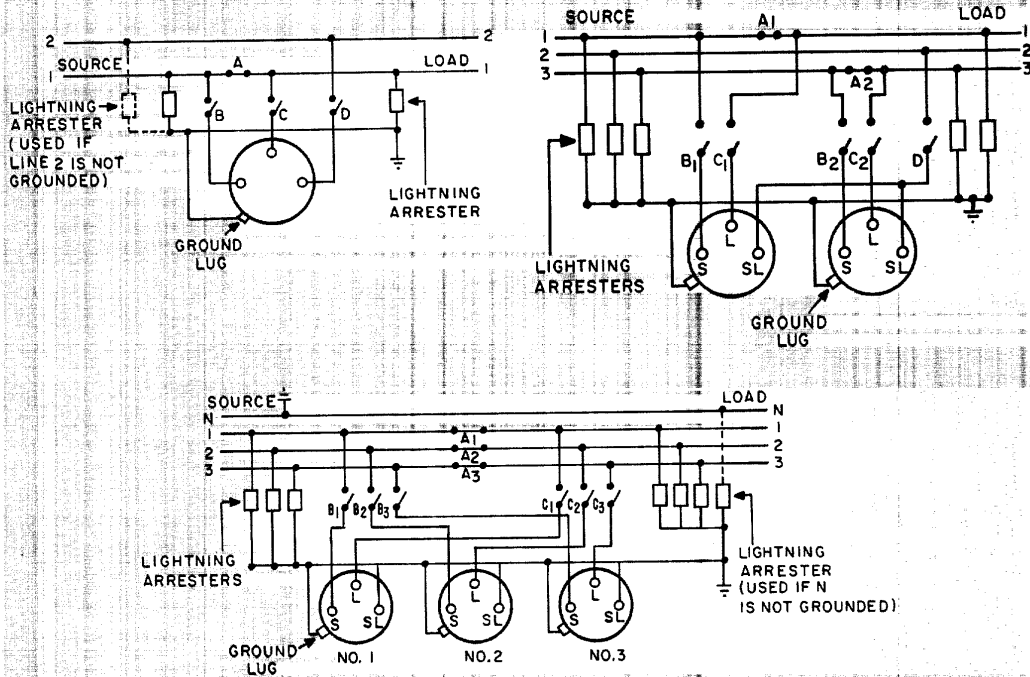 2
2
SOURCE
A
LOAD
1
1
LIGHTNING
ARRESTER
(USED IF
LINE 2 IS NOT
GROUNDED)
B
C
D
LIGHTNING
ARRESTER
GROUND
LUG
SOURCE
A1
LOAD
1
1
2
2
3
A2
3
B1
C1
B2
C2
D
L
S
SL
L
S
SL
LIGHTNING
ARRESTERS
GROUND
LUG
SOURCE
LOAD
N
N
1
A1
1
2
A2
2
3
A3
3
B1
B2
B3
C1
C2
C3
LIGHTNING
ARRESTERS
LIGHTNING
ARRESTER
(USED IF N
IS NOT GROUNDED)
L
S
SL
L
S
SL
L
S
SL
GROUND
LUG
NO. 1
NO.2
NO.3